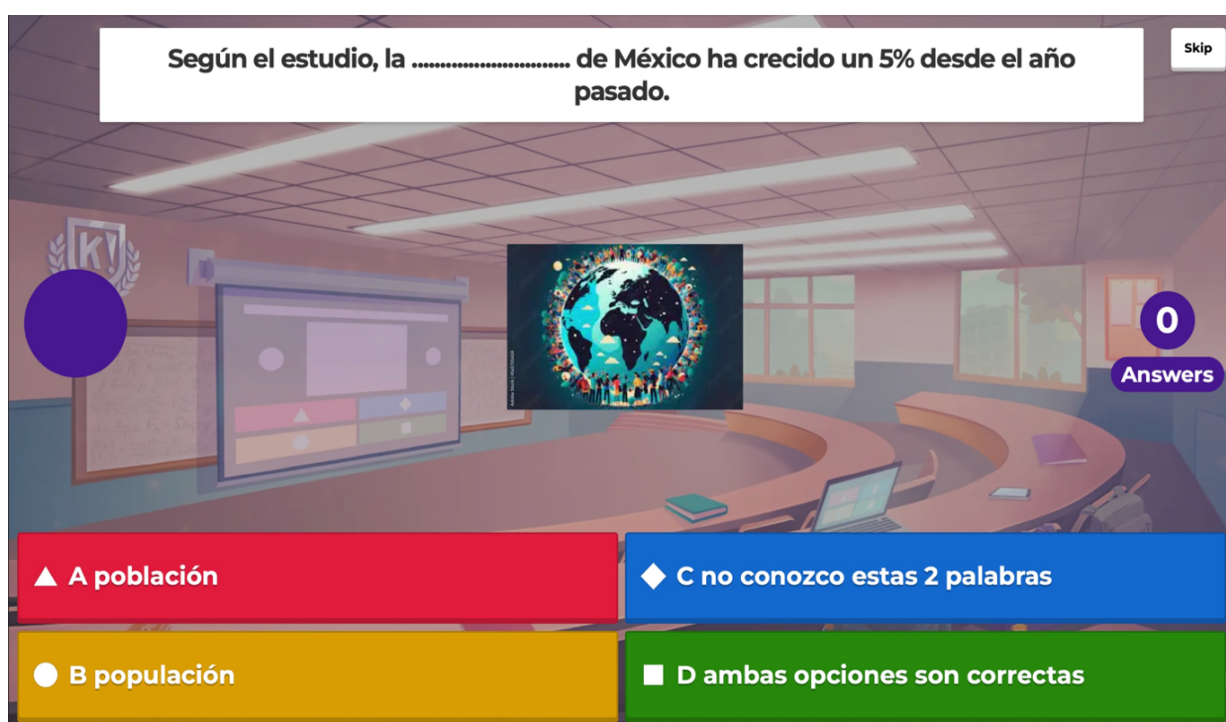 Según el estudio, la ............................ de México ha crecido un 5% desde el año
pasado.
Skip
K!
0
Answers
A población
C no conozco estas 2 palabras
B populación
D ambas opciones son correctas